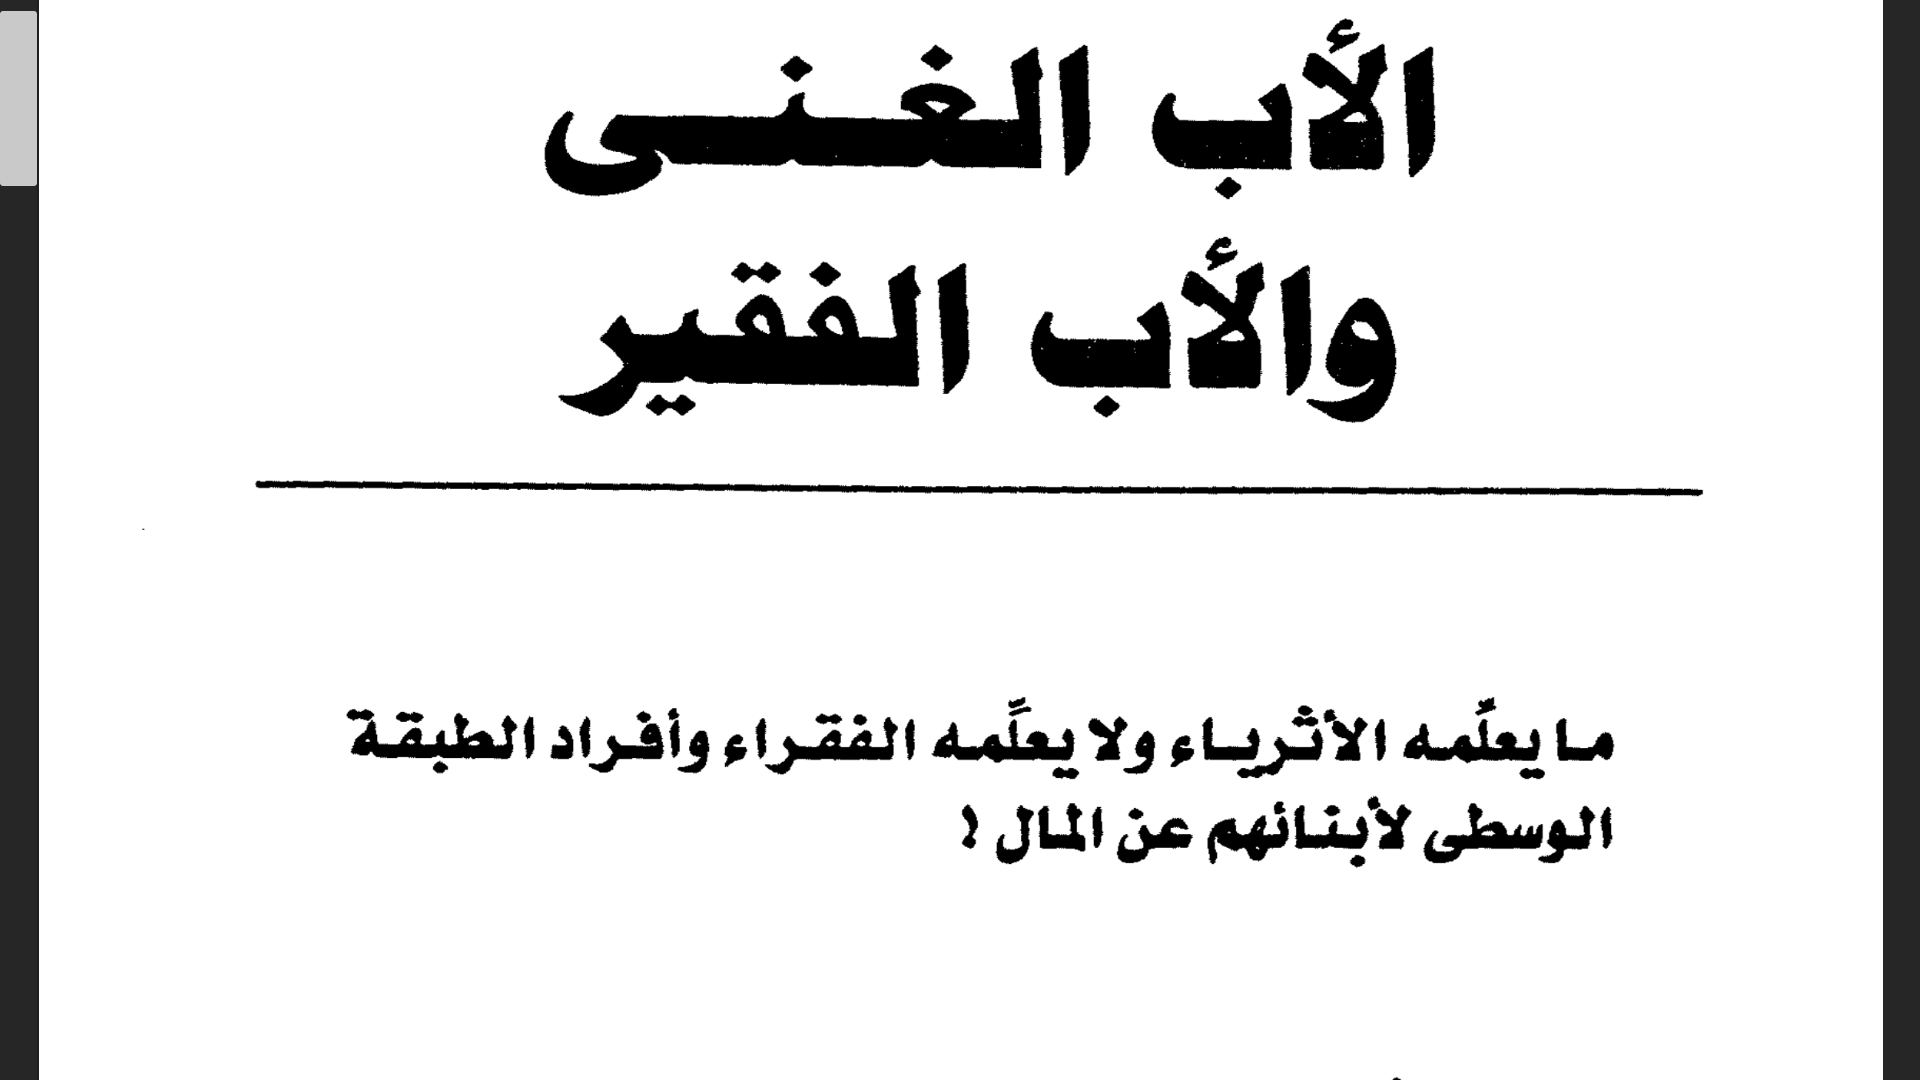 الأب الغنى
والأب الفقير
ما يعلِّمه الأثرياء ولا يعلِّمه الفقراء وأفراد الطبقة
الوسطى لأبنائهم عن المال !